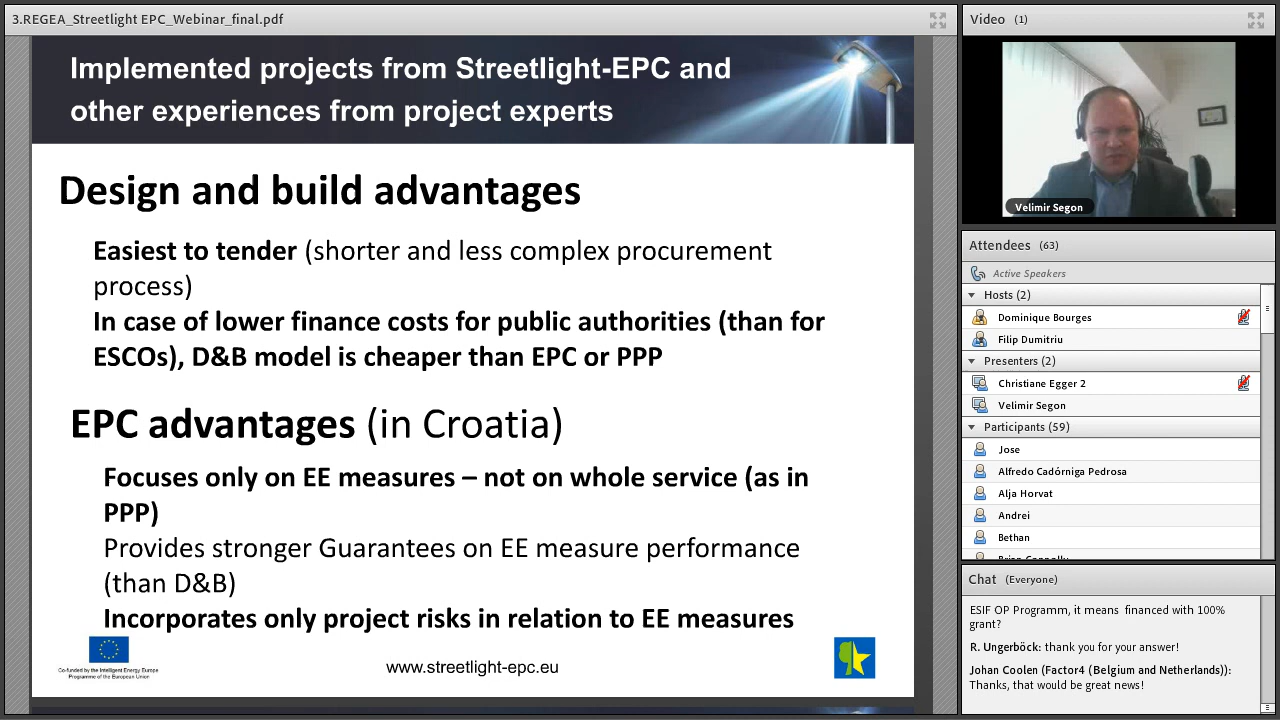 3.REGEA_Streetlight EPC_Webinar_final.pdf
Implemented projects from Streetlight-EPC and
other experiences from project experts
Design and build advantages
Easiest to tender (shorter and less complex procurement
process)
In case of lower finance costs for public authorities (than for
ESCOs), D&B model is cheaper than EPC or PPP
EPC advantages (in Croatia)
Focuses only on EE measures – not on whole service (as in
PPP)
Provides stronger Guarantees on EE measure performance
(than D&B)
Incorporates only project risks in relation to EE measures
Co-funded by the Intelligent Energy Europe
Programme of the European Union
www.streetlight-epc.eu
Video (1)
Velimir Segon
Attendees (63)
Active Speakers
Hosts (2)
Dominique Bourges
Filip Dumitriu
Presenters (2)
Christiane Egger 2
Velimir Segon
Participants (59)
Jose
Alfredo Cadórniga Pedrosa
Alja Horvat
Andrei
Bethan
Chat (Everyone)
ESIF OP Programm, it means financed with 100%
grant?
R. Ungerböck: thank you for your answer!
Johan Coolen (Factor4 (Belgium and Netherlands)):
Thanks, that would be great news!